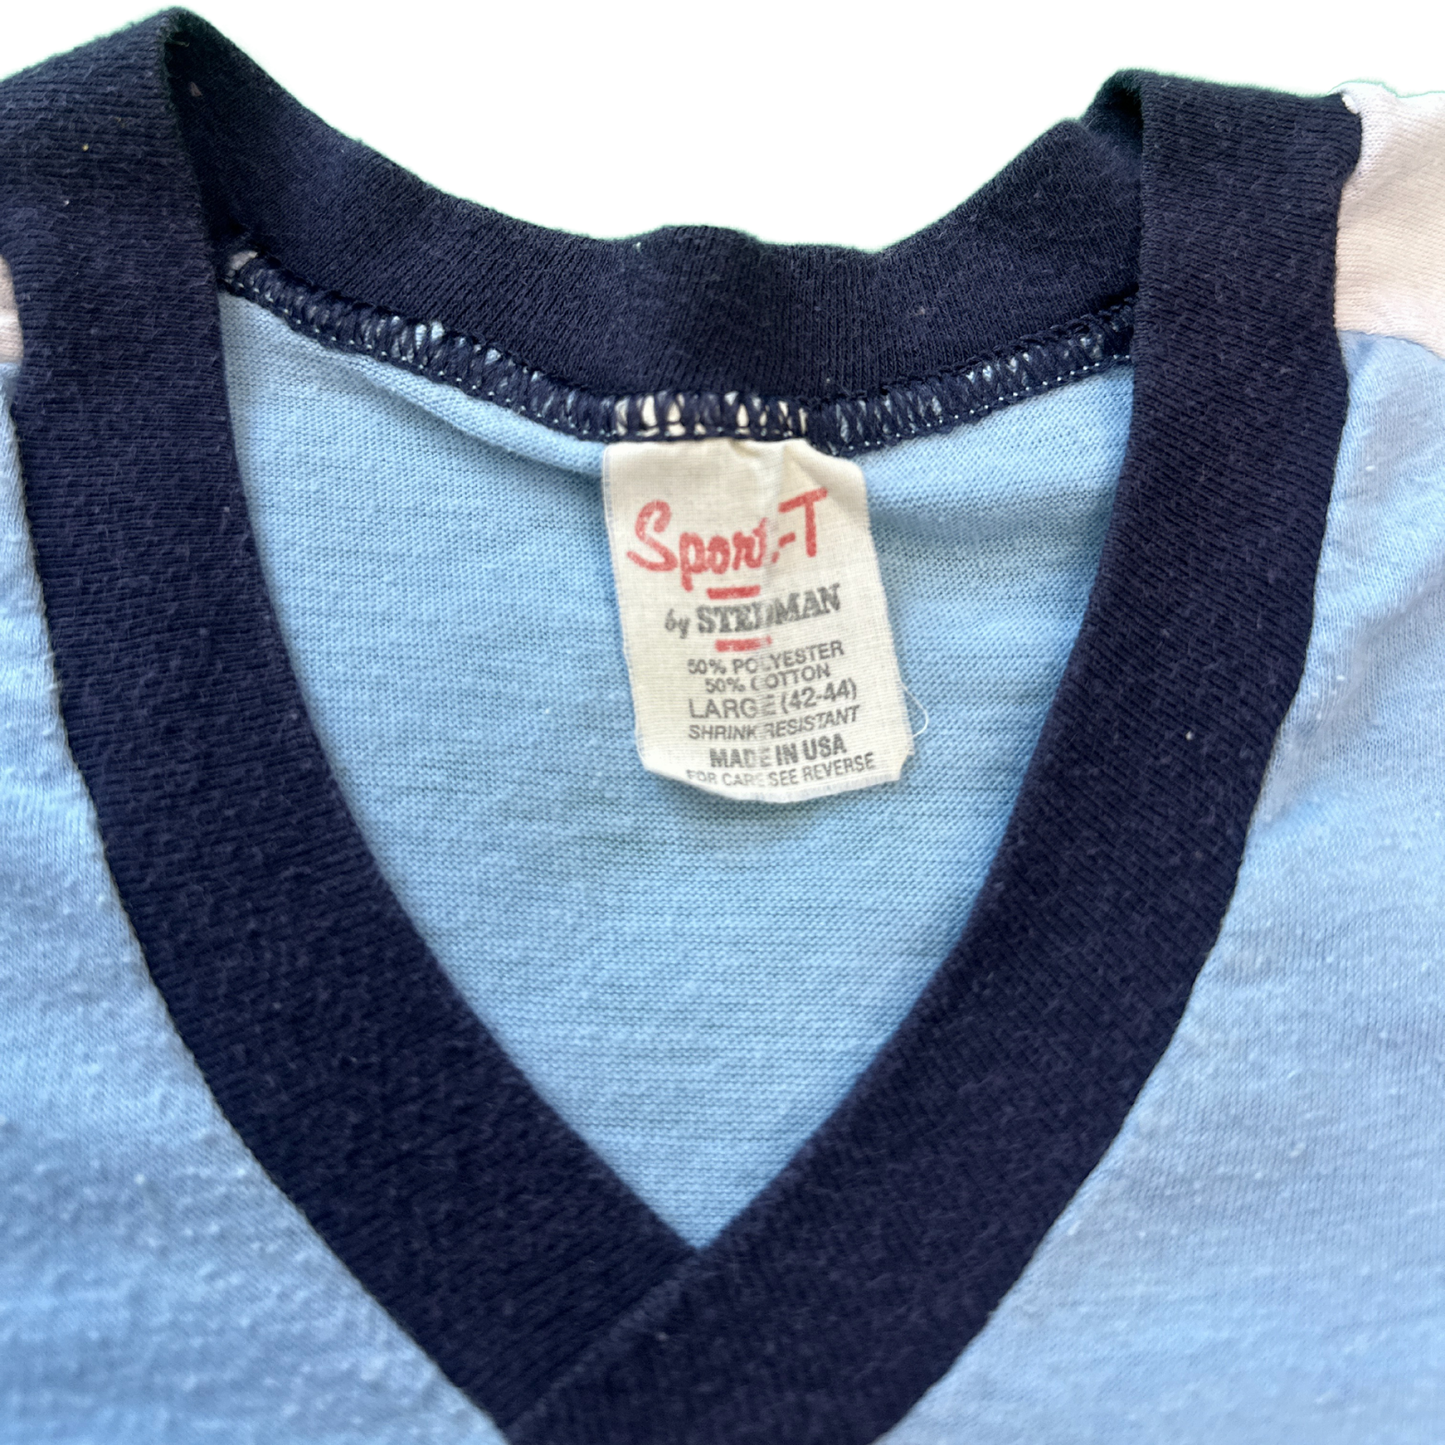 Sport-T
by STEDMAN
50% POLYESTER
50% COTTON
LARGE (42-44)
SHRINK RESISTANT
MADE IN USA
FOR CARE SEE REVERSE